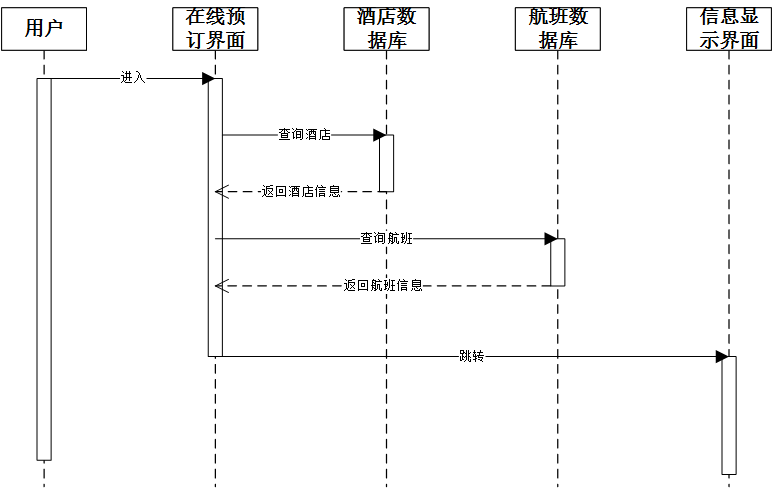 用户
在线预
订界面
酒店数
据库
航班数
据库
信息显
示界面
进入
查询酒店
返回酒店信息
查询航班
返回航班信息
跳转